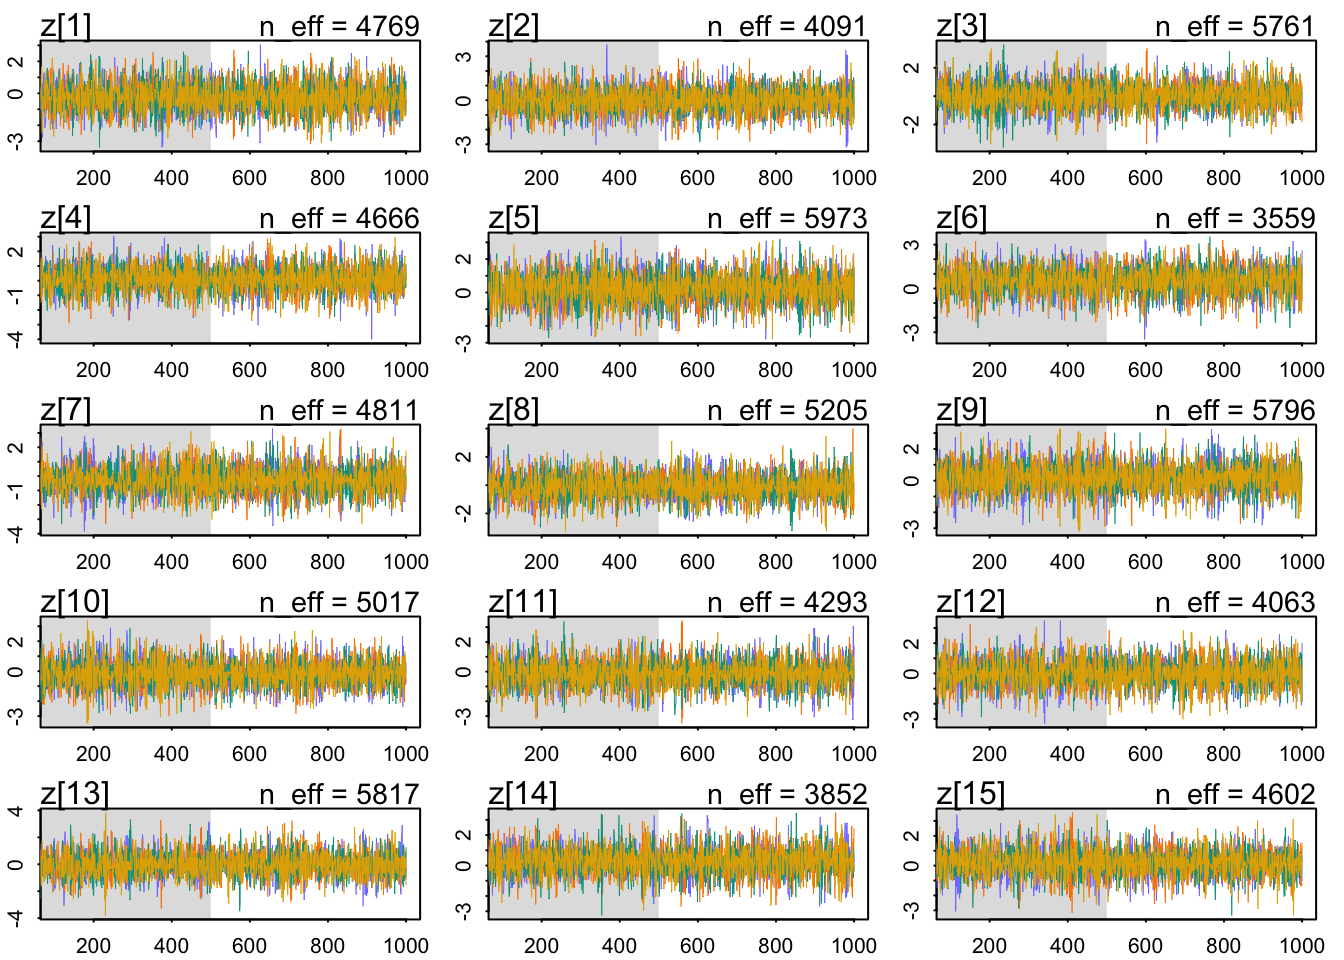 z[1] n_eff = 4769 z[2] n_eff = 4091 z[3] n_eff = 5761
2 0 -3 3 0 -3 2 -2
200 400 600 800 1000 200 400 600 800 1000 200 400 600 800 1000
z[4] n_eff = 4666 z[5] n_eff = 5973 z[6] n_eff = 3559
2 -1 -4 2 0 -3 3 0 -3
200 400 600 800 1000 200 400 600 800 1000 200 400 600 800 1000
z[7] n_eff = 4811 z[8] n_eff = 5205 z[9] n_eff = 5796
2 -1 -4 2 -2 2 0 -3
200 400 600 800 1000 200 400 600 800 1000 200 400 600 800 1000
z[10] n_eff = 5017 z[11] n_eff = 4293 z[12] n_eff = 4063
2 0 -3 2 0 -3 2 0 -3
200 400 600 800 1000 200 400 600 800 1000 200 400 600 800 1000
z[13] n_eff = 5817 z[14] n_eff = 3852 z[15] n_eff = 4602
4 0 -4 2 0 -3 2 0 -3
200 400 600 800 1000 200 400 600 800 1000 200 400 600 800 1000